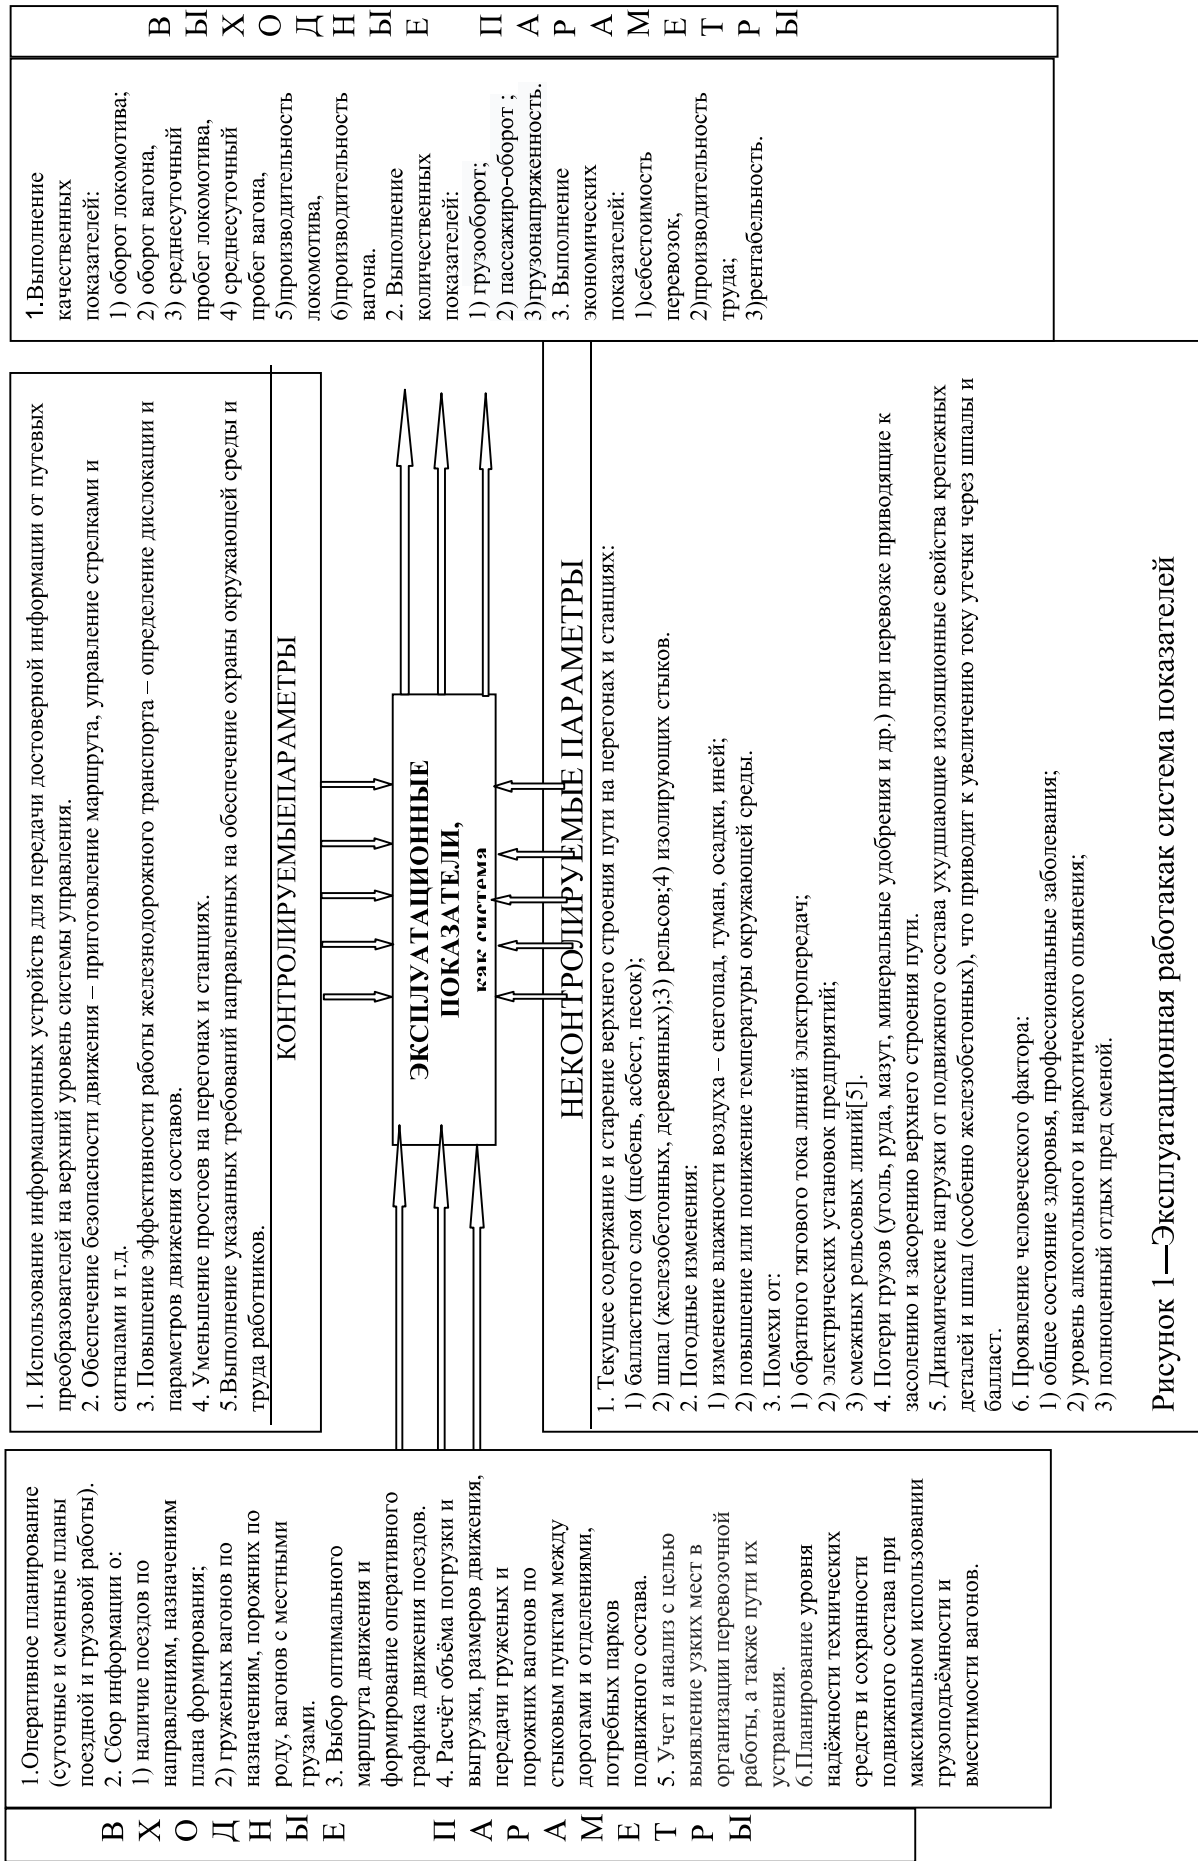 ВХОДНЫЕ ПАРАМЕТРЫ
1.Оперативное планирование
(суточные и сменные планы
поездной и грузовой работы).
2. Сбор информации о:
1) наличие поездов по
направлениям, назначениям
плана формирования;
2) груженых вагонов по
назначениям, порожних по
роду, вагонов с местными
грузами.
3. Выбор оптимального
маршрута движения и
формирование оперативного
графика движения поездов.
4. Расчёт объёма погрузки и
выгрузки, размеров движения,
передачи груженых и
порожних вагонов по
стыковым пунктам между
дорогами и отделениями,
потребных парков
подвижного состава.
5. Учет и анализ с целью
выявление узких мест в
организации перевозочной
работы, а также пути их
устранения.
6.Планирование уровня
надёжности технических
средств и сохранности
подвижного состава при
максимальном использовании
грузоподъёмности и
вместимости вагонов.
1. Использование информационных устройств для передачи достоверной информации от путевых
преобразователей на верхний уровень системы управления.
2. Обеспечение безопасности движения – приготовление маршрута, управление стрелками и
сигналами и т.д.
3. Повышение эффективности работы железнодорожного транспорта – определение дислокации и
параметров движения составов.
4. Уменьшение простоев на перегонах и станциях.
5.Выполнение указанных требований направленных на обеспечение охраны окружающей среды и
труда работников.
КОНТРОЛИРУЕМЫЕПАРАМЕТРЫ
ЭКСПЛУАТАЦИОННЫЕ
ПОКАЗАТЕЛИ,
как система
НЕКОНТРОЛИРУЕМЫЕ ПАРАМЕТРЫ
1. Текущее содержание и старение верхнего строения пути на перегонах и станциях:
1) балластного слоя (щебень, асбест, песок);
2) шпал (железобетонных, деревянных);3) рельсов;4) изолирующих стыков.
2. Погодные изменения:
1) изменение влажности воздуха – снегопад, туман, осадки, иней;
2) повышение или понижение температуры окружающей среды.
3. Помехи от:
1) обратного тягового тока линий электропередач;
2) электрических установок предприятий;
3) смежных рельсовых линий[5].
4. Потери грузов (уголь, руда, мазут, минеральные удобрения и др.) при перевозке приводящие к
засолению и засорению верхнего строения пути.
5. Динамические нагрузки от подвижного состава ухудшающие изоляционные свойства крепежных
деталей и шпал (особенно железобетонных), что приводит к увеличению току утечки через шпалы и
балласт.
6. Проявление человеческого фактора:
1) общее состояние здоровья, профессиональные заболевания;
2) уровень алкогольного и наркотического опьянения;
3) полноценный отдых пред сменой.
1.Выполнение
качественных
показателей:
1) оборот локомотива;
2) оборот вагона,
3) среднесуточный
пробег локомотива,
4) среднесуточный
пробег вагона,
5)производительность
локомотива,
6)производительность
вагона.
2. Выполнение
количественных
показателей:
1) грузооборот;
2) пассажиро-оборот ;
3)грузонапряженность.
3. Выполнение
экономических
показателей:
1)себестоимость
перевозок,
2)производительность
труда;
3)рентабельность.
ВЫХОДНЫЕ ПАРАМЕТРЫ
Рисунок 1—Эксплуатационная работакак система показателей